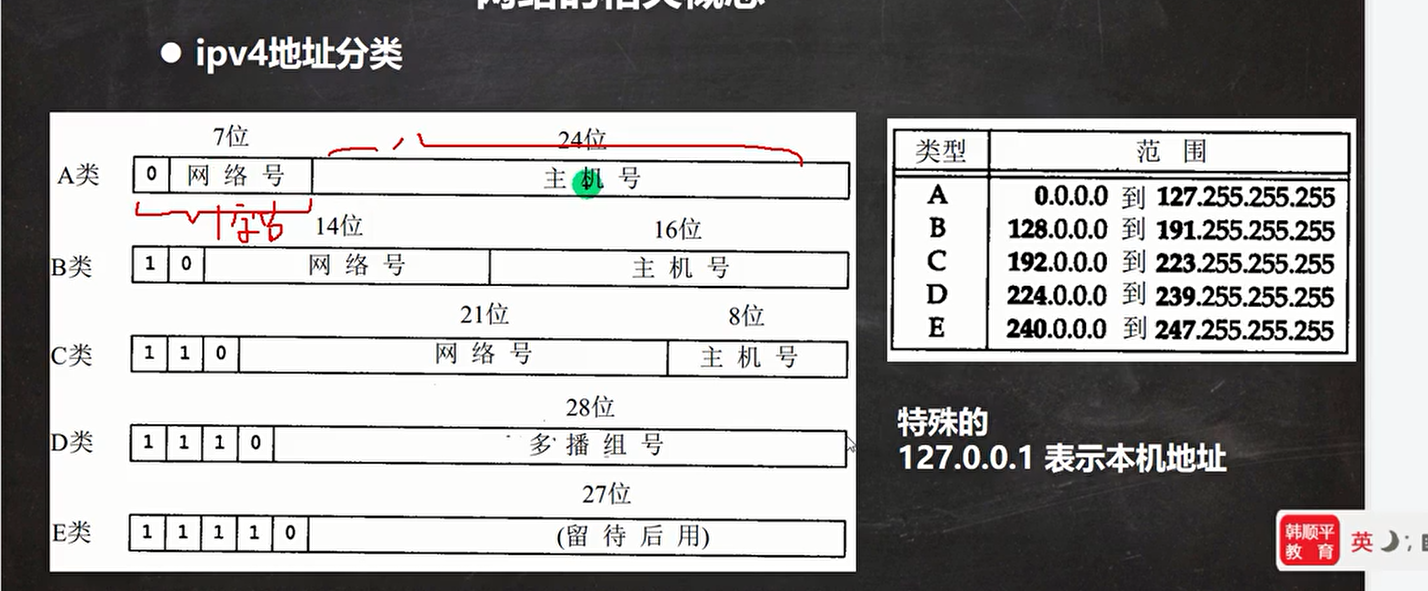 ● ipv4地址分类
7位 24位
A类 0 网络号 主机号
14位 16位
B类 1 0 网络号 主机号
21位 8位
C类 1 1 0 网络号 主机号
28位
D类 1 1 1 0 多播组号
27位
E类 1 1 1 1 0 (留待后用)
类型 范围
A 0.0.0.0 到 127.255.255.255
B 128.0.0.0 到 191.255.255.255
C 192.0.0.0 到 223.255.255.255
D 224.0.0.0 到 239.255.255.255
E 240.0.0.0 到 247.255.255.255
特殊的
127.0.0.1 表示本机地址
韩顺平
教育
英